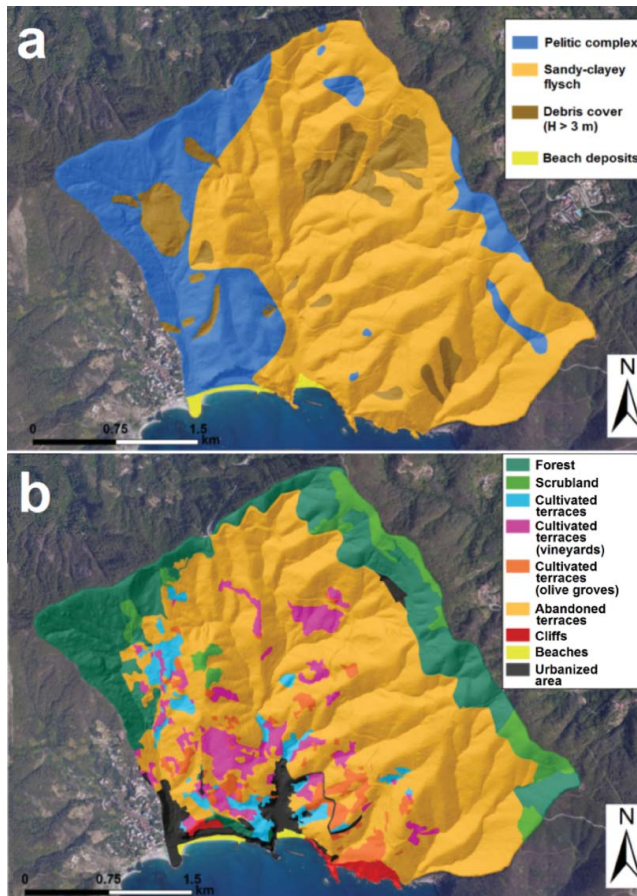 a
Pelitic complex
Sandy-clayey
flysch
Debris cover
(H > 3 m)
Beach deposits
N
0 0.75 1.5
km
b
Forest
Scrubland
Cultivated
terraces
Cultivated
terraces
(vineyards)
Cultivated
terraces
(olive groves)
Abandoned
terraces
Cliffs
Beaches
Urbanized
area
N
0 0.75 1.5
km